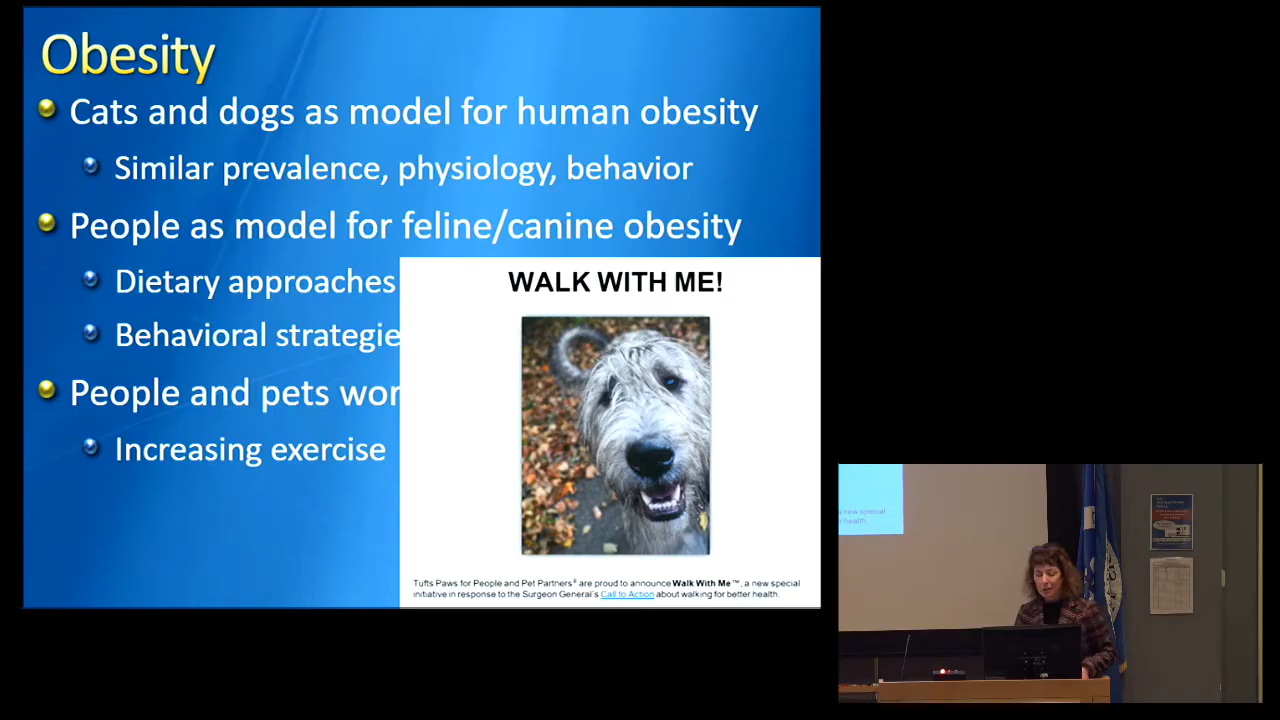 Obesity
Cats and dogs as model for human obesity
Similar prevalence, physiology, behavior
People as model for feline/canine obesity
Dietary approaches
Behavioral strategie
People and pets wor
Increasing exercise
WALK WITH ME!
Tufts Paws for People and Pet Partners® are proud to announce Walk With Me™, a new special
initiative in response to the Surgeon General's Call to Action about walking for better health.
a new special
health.